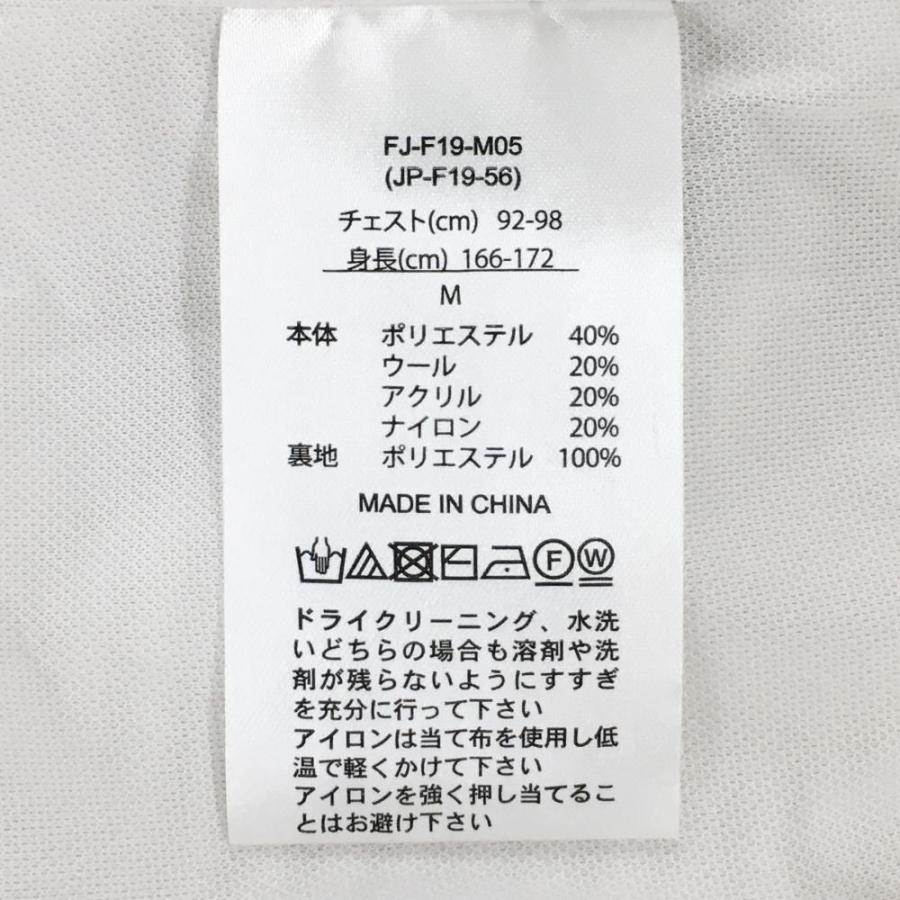 FJ-F19-M05
(JP-F19-56)
チェスト(cm) 92-98
身長(cm) 166-172
M
本体 ポリエステル 40%
ウール 20%
アクリル 20%
ナイロン 20%
裏地 ポリエステル 100%
MADE IN CHINA
F W
ドライクリーニング、水洗
いどちらの場合も溶剤や洗
剤が残らないようにすすぎ
を充分に行って下さい
アイロンは当て布を使用し低
温で軽くかけて下さい
アイロンを強く押し当てるこ
とはお避け下さい